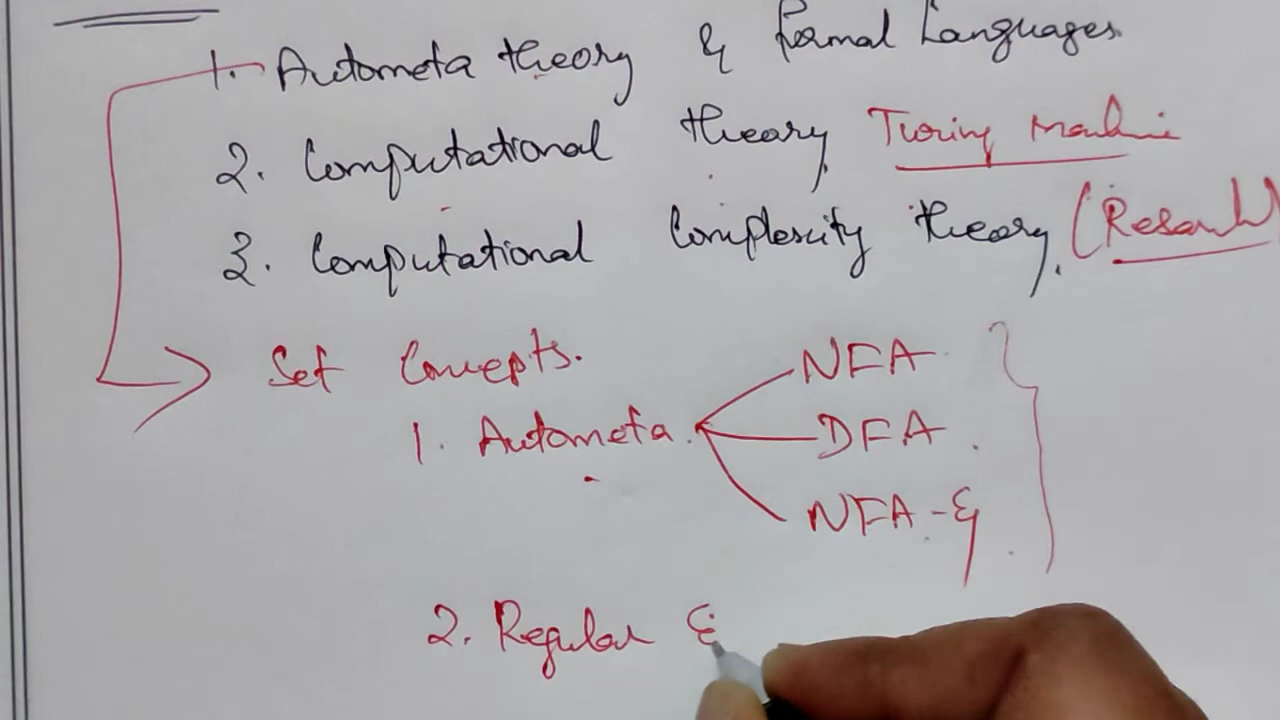 1. Autometa theory & formal Languages.
2. Computational theory, Turing Machine
3. Computational Complexity theory. (Research)
Set Concepts.
NFA
1. Autometa.
DFA
NFA-ε
2. Regular E